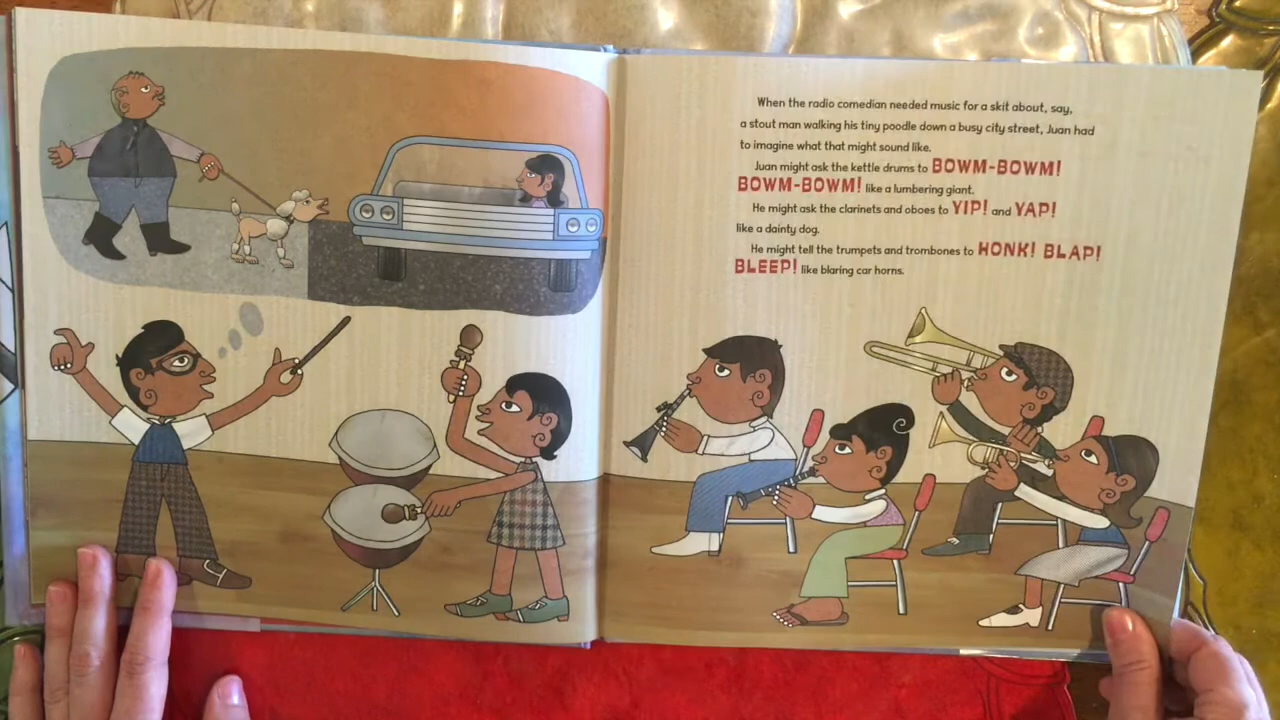 When the radio comedian needed music for a skit about, say,
a stout man walking his tiny poodle down a busy city street, Juan had
to imagine what that might sound like.
Juan might ask the kettle drums to BOWM-BOWM!
BOWM-BOWM! like a lumbering giant.
He might ask the clarinets and oboes to YIP! and YAP!
like a dainty dog.
He might tell the trumpets and trombones to HONK! BLAP!
BLEEP! like blaring car horns.